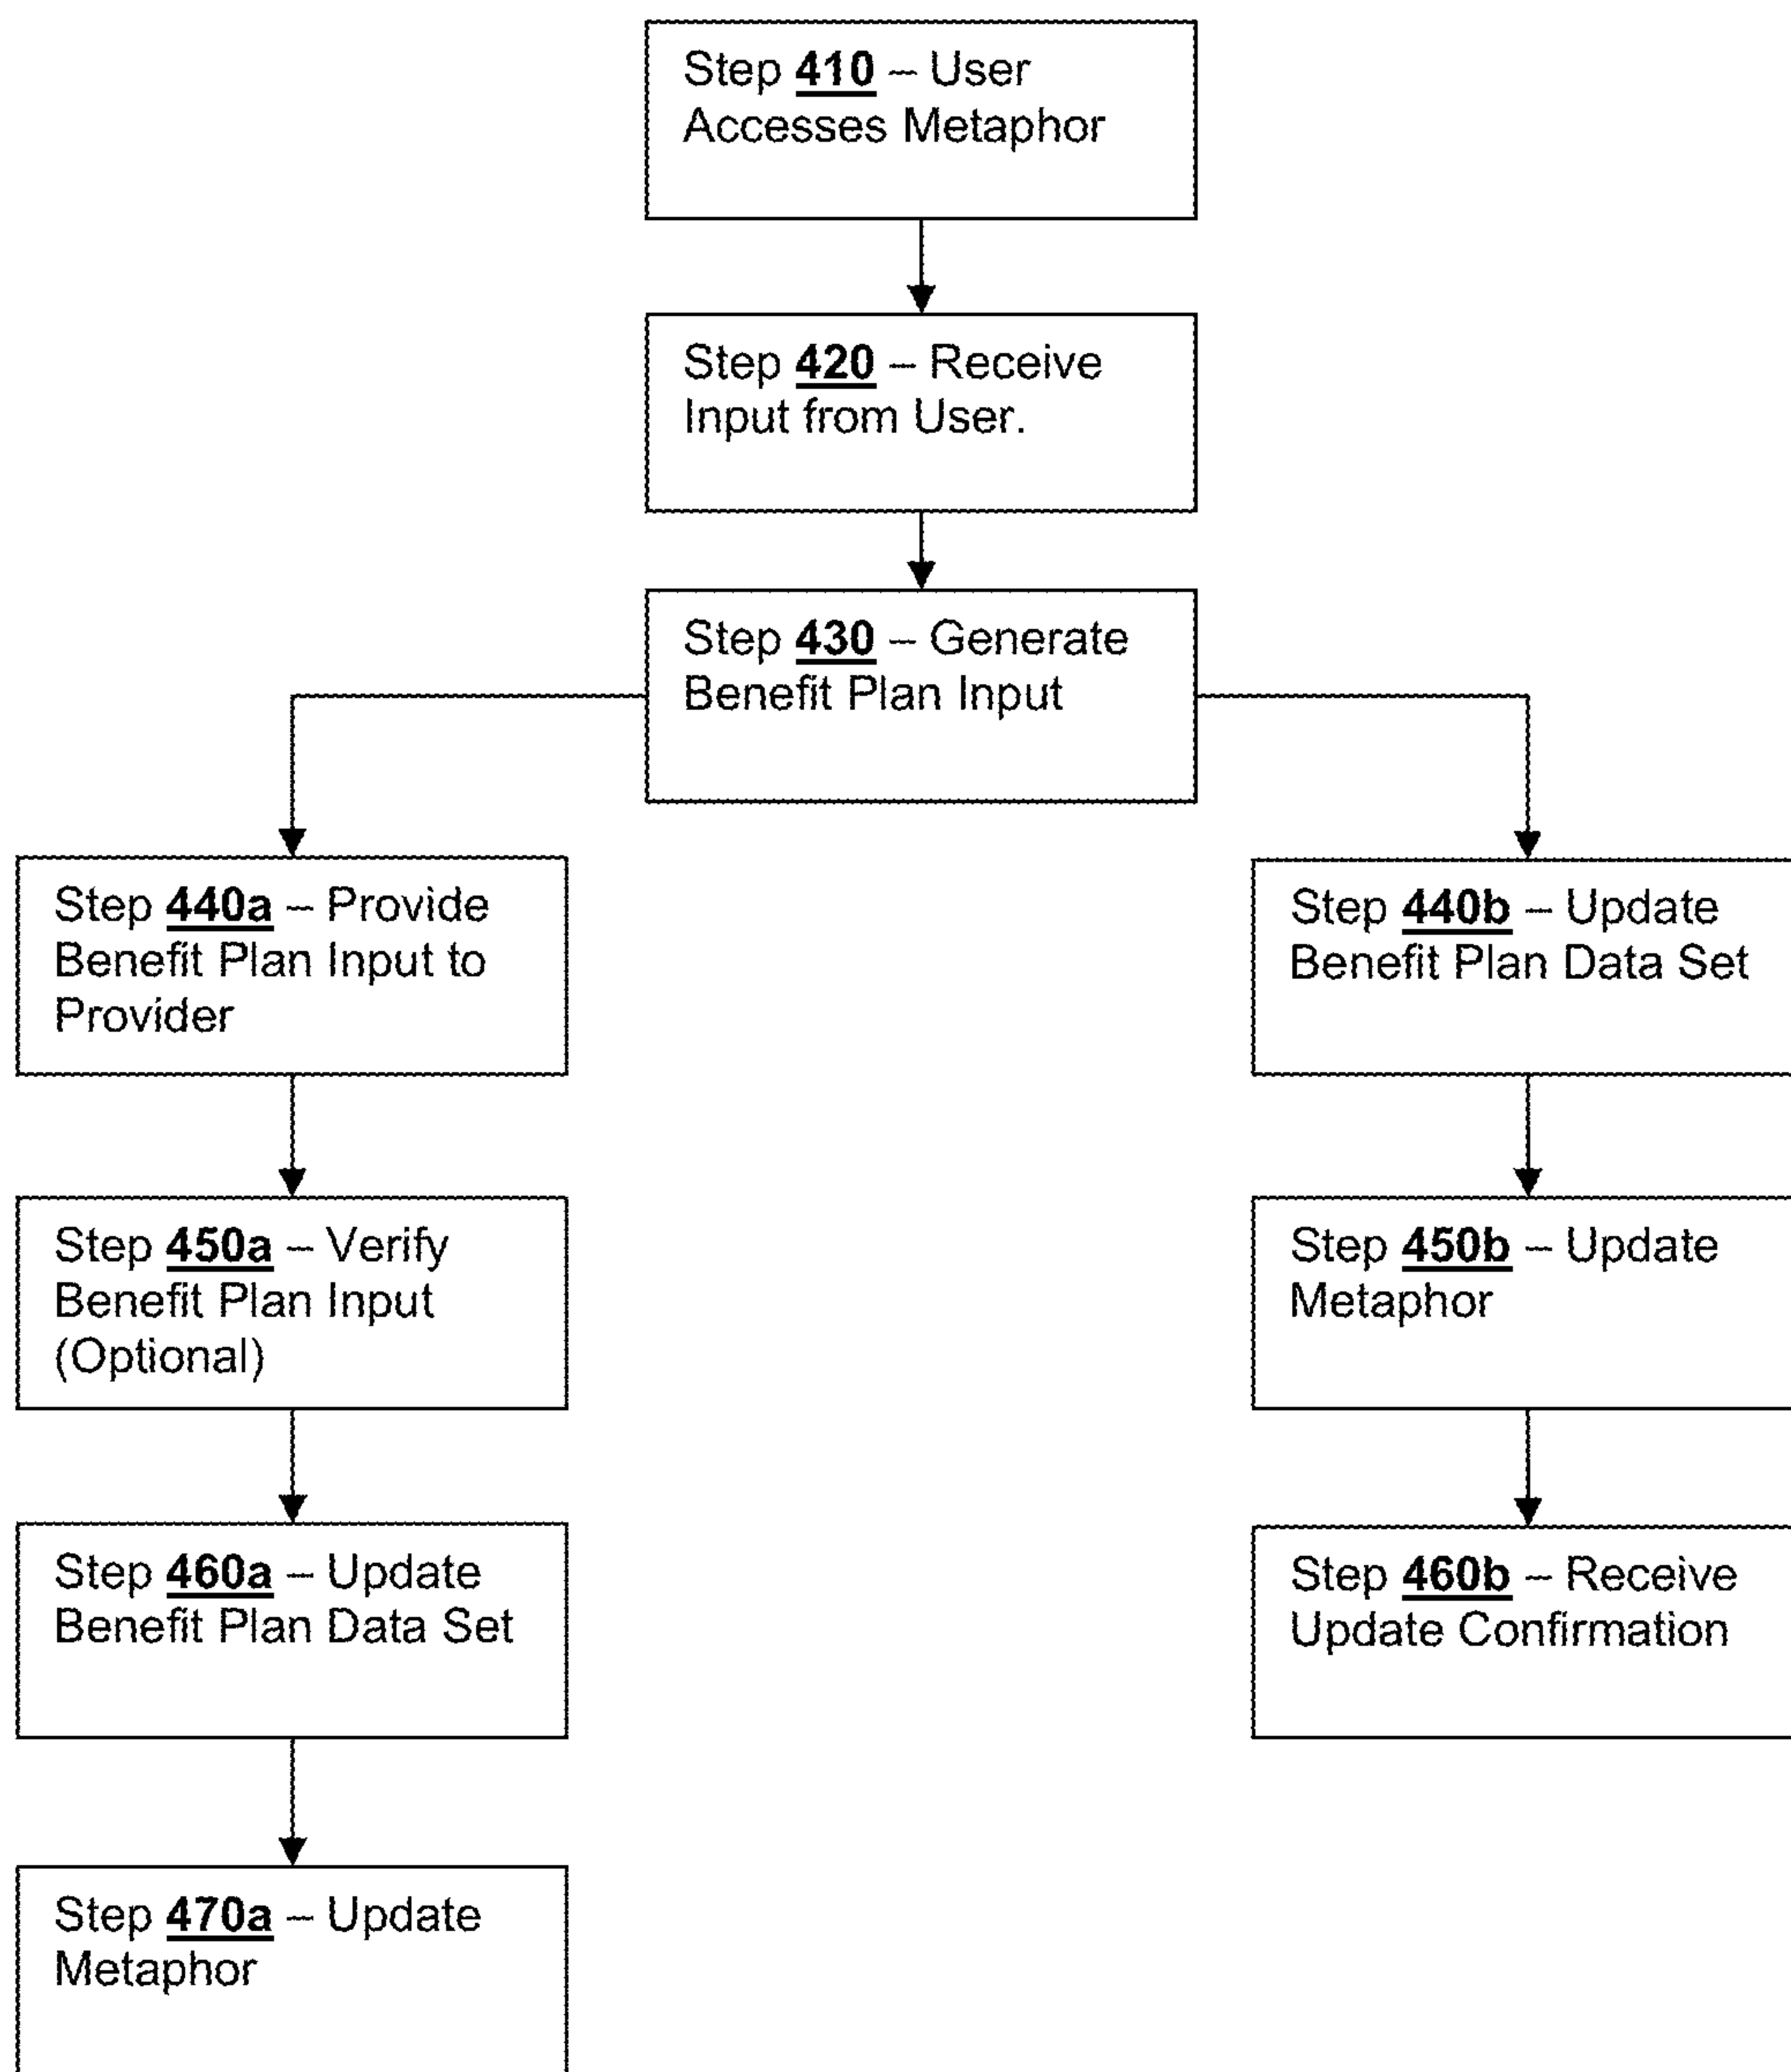 Step 410 – User
Accesses Metaphor
Step 420 – Receive
Input from User.
Step 430 – Generate
Benefit Plan Input
Step 440a – Provide
Benefit Plan Input to
Provider
Step 440b – Update
Benefit Plan Data Set
Step 450a – Verify
Benefit Plan Input
(Optional)
Step 450b – Update
Metaphor
Step 460a – Update
Benefit Plan Data Set
Step 460b – Receive
Update Confirmation
Step 470a – Update
Metaphor